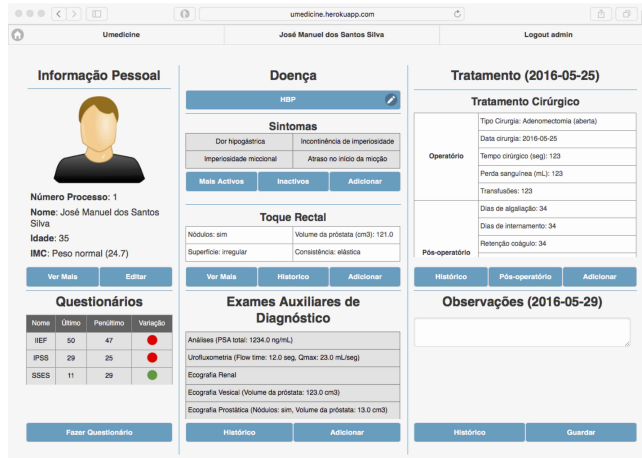 umedicine.herokuapp.com
Umedicine
José Manuel dos Santos Silva
Logout admin
Informação Pessoal
Número Processo: 1
Nome: José Manuel dos Santos
Silva
Idade: 35
IMC: Peso normal (24.7)
Ver Mais
Editar
Questionários
Nome Último Penúltimo Variação
IIEF 50 47
IPSS 29 25
SSES 11 29
Fazer Questionário
Doença
HBP
Sintomas
Dor hipogástrica Incontinência de imperiosidade
Imperiosidade miccional Atraso no início da micção
Mais Activos Inactivos Adicionar
Toque Rectal
Nódulos: sim Volume da próstata (cm3): 121.0
Superfície: irregular Consistência: elástica
Ver Mais Historico Adicionar
Exames Auxiliares de
Diagnóstico
Análises (PSA total: 1234.0 ng/mL)
Urofluxometria (Flow time: 12.0 seg, Qmax: 23.0 mL/seg)
Ecografia Renal
Ecografia Vesical (Volume da próstata: 123.0 cm3)
Ecografia Prostática (Nódulos: sim, Volume da próstata: 13.0 cm3)
Histórico Adicionar
Tratamento (2016-05-25)
Tratamento Cirúrgico
Operatório
Tipo Cirurgia: Adenomectomia (aberta)
Data cirurgia: 2016-05-25
Tempo cirúrgico (seg): 123
Perda sanguínea (mL): 123
Transfusões: 123
Pós-operatório
Dias de algaliação: 34
Dias de internamento: 34
Retenção coágulo: 34
Histórico Pós-operatório Adicionar
Observações (2016-05-29)
Histórico Guardar